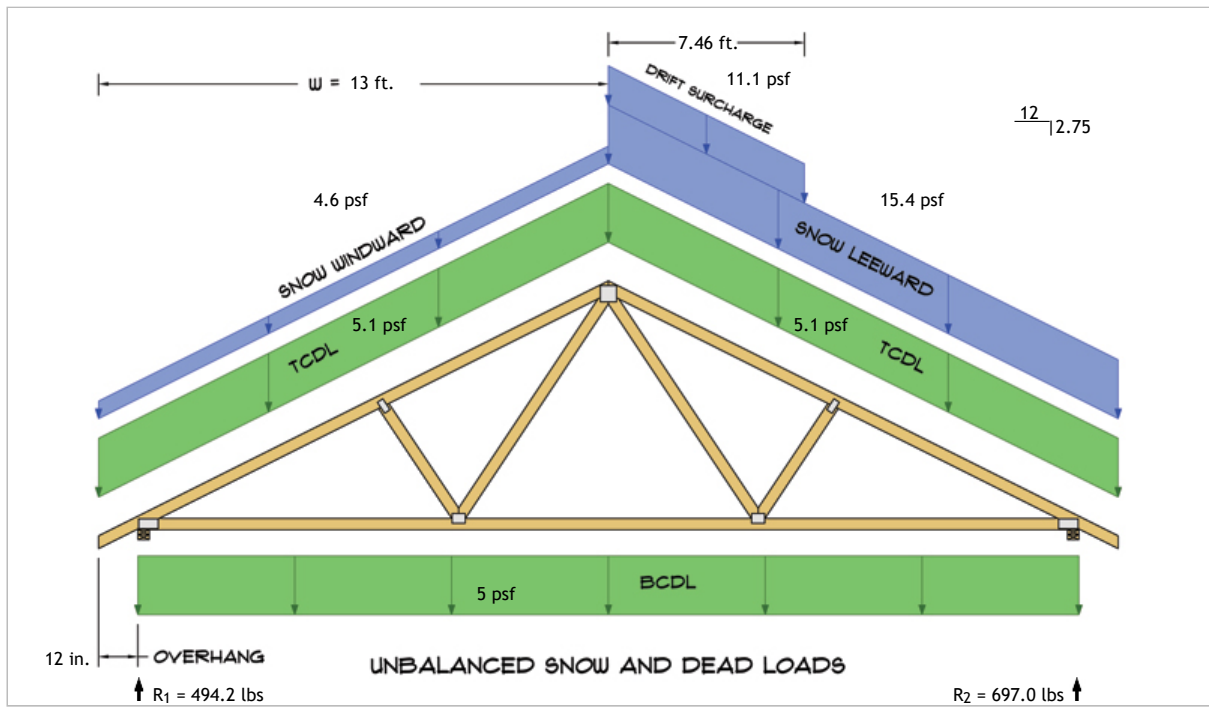 7.46 ft.
W = 13 ft.
DRIFT SURCHARGE
11.1 psf
12
2.75
4.6 psf
15.4 psf
SNOW WINDWARD
SNOW LEEWARD
5.1 psf
5.1 psf
TCDL
TCDL
5 psf
BCDL
12 in.
OVERHANG
UNBALANCED SNOW AND DEAD LOADS
R1 = 494.2 lbs
R2 = 697.0 lbs